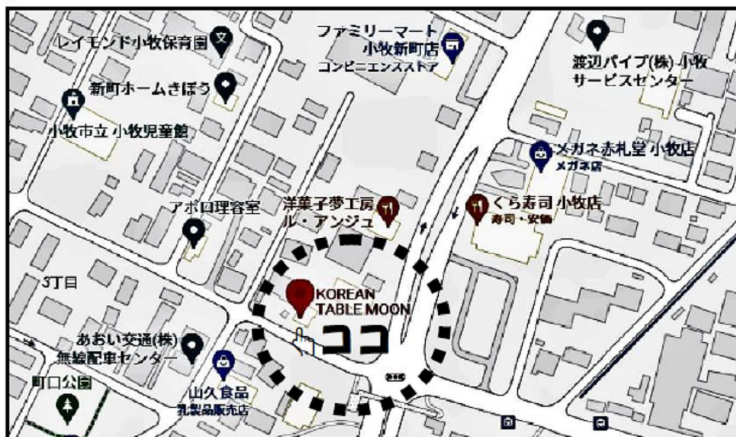 ファミリーマート
小牧新町店
コンビニエンスストア
レイモンド小牧保育園
渡辺パイプ(株) 小牧
サービスセンター
新町ホームきぼう
小牧市立 小牧児童館
メガネ赤札堂 小牧店
メガネ店
洋菓子夢工房
ル・アンジュ
くら寿司 小牧店
寿司・安価
アポロ理容室
3丁目
KOREAN
TABLE MOON
ココ
あおい交通(株)
無線配車センター
山久食品
乳製品販売店
町口公園